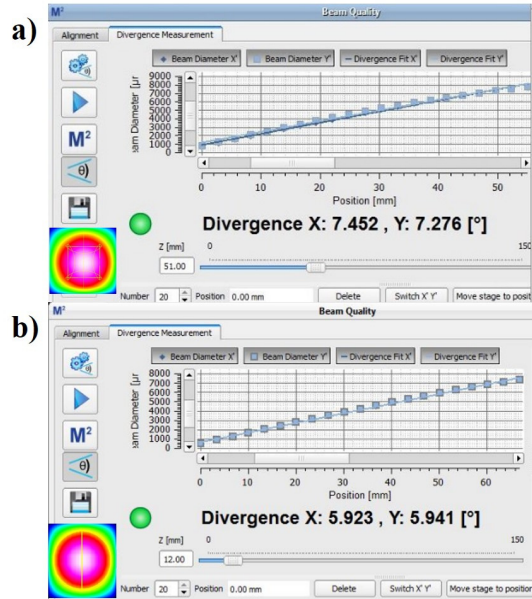 a)
M² Beam Quality
Alignment Divergence Measurement
Beam Diameter X' Beam Diameter Y' Divergence Fit X' Divergence Fit Y'
9000
8000
7000
6000
5000
4000
3000
2000
1000
0
am Diameter [µr
0 10 20 30 40 50
Position [mm]
M²
θ)
Divergence X: 7.452 , Y: 7.276 [°]
Z [mm] 0 150
51.00
Number 20 Position 0.00 mm Delete Switch X' Y' Move stage to posit
b)
M² Beam Quality
Alignment Divergence Measurement
Beam Diameter X' Beam Diameter Y' Divergence Fit X' Divergence Fit Y'
8000
7000
6000
5000
4000
3000
2000
1000
0
am Diameter [µr
0 10 20 30 40 50 60
Position [mm]
M²
θ)
Divergence X: 5.923 , Y: 5.941 [°]
Z [mm] 0 150
12.00
Number 20 Position 0.00 mm Delete Switch X' Y' Move stage to position